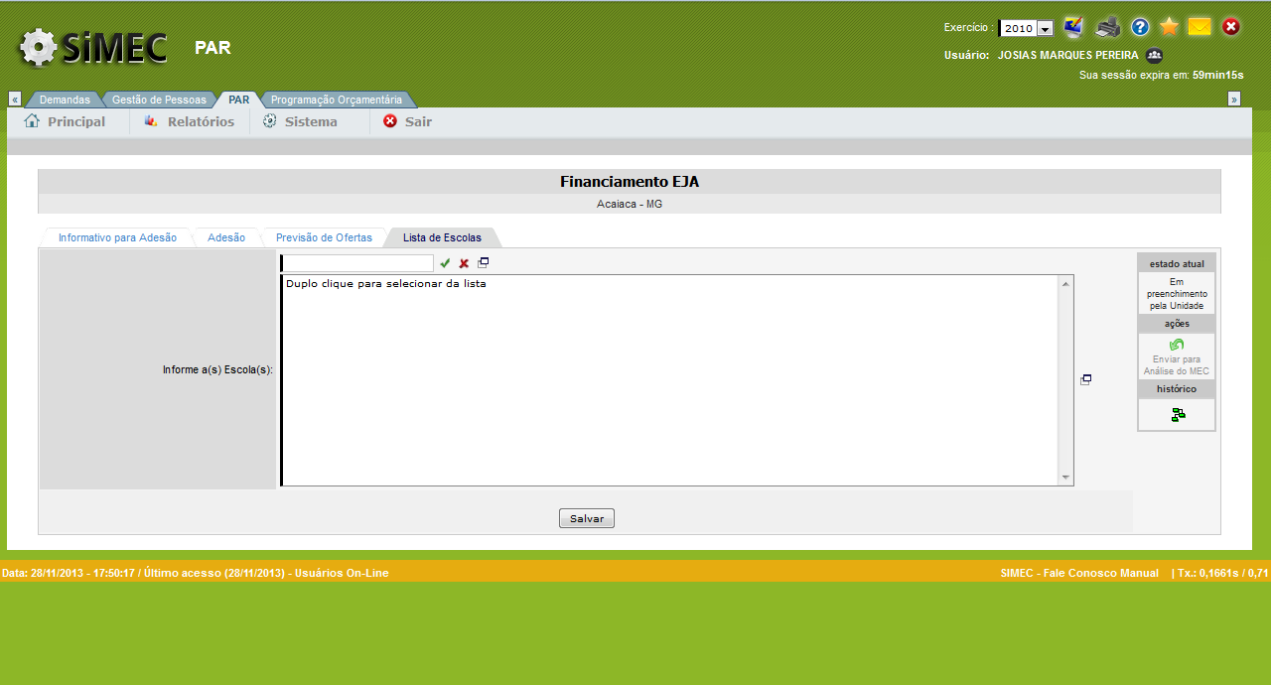 SiMEC PAR
Exercício : 2010
Usuário: JOSIAS MARQUES PEREIRA
Sua sessão expira em: 59min15s
« Demandas Gestão de Pessoas PAR Programação Orçamentária »
Principal Relatórios Sistema Sair
Financiamento EJA
Acaiaca - MG
Informativo para Adesão Adesão Previsão de Ofertas Lista de Escolas
Informe a(s) Escola(s):
Duplo clique para selecionar da lista
estado atual
Em
preenchimento
pela Unidade
ações
Enviar para
Análise do MEC
histórico
Salvar
Data: 28/11/2013 - 17:50:17 / Último acesso (28/11/2013) - Usuários On-Line
SIMEC - Fale Conosco Manual | Tx.: 0,1661s / 0,71